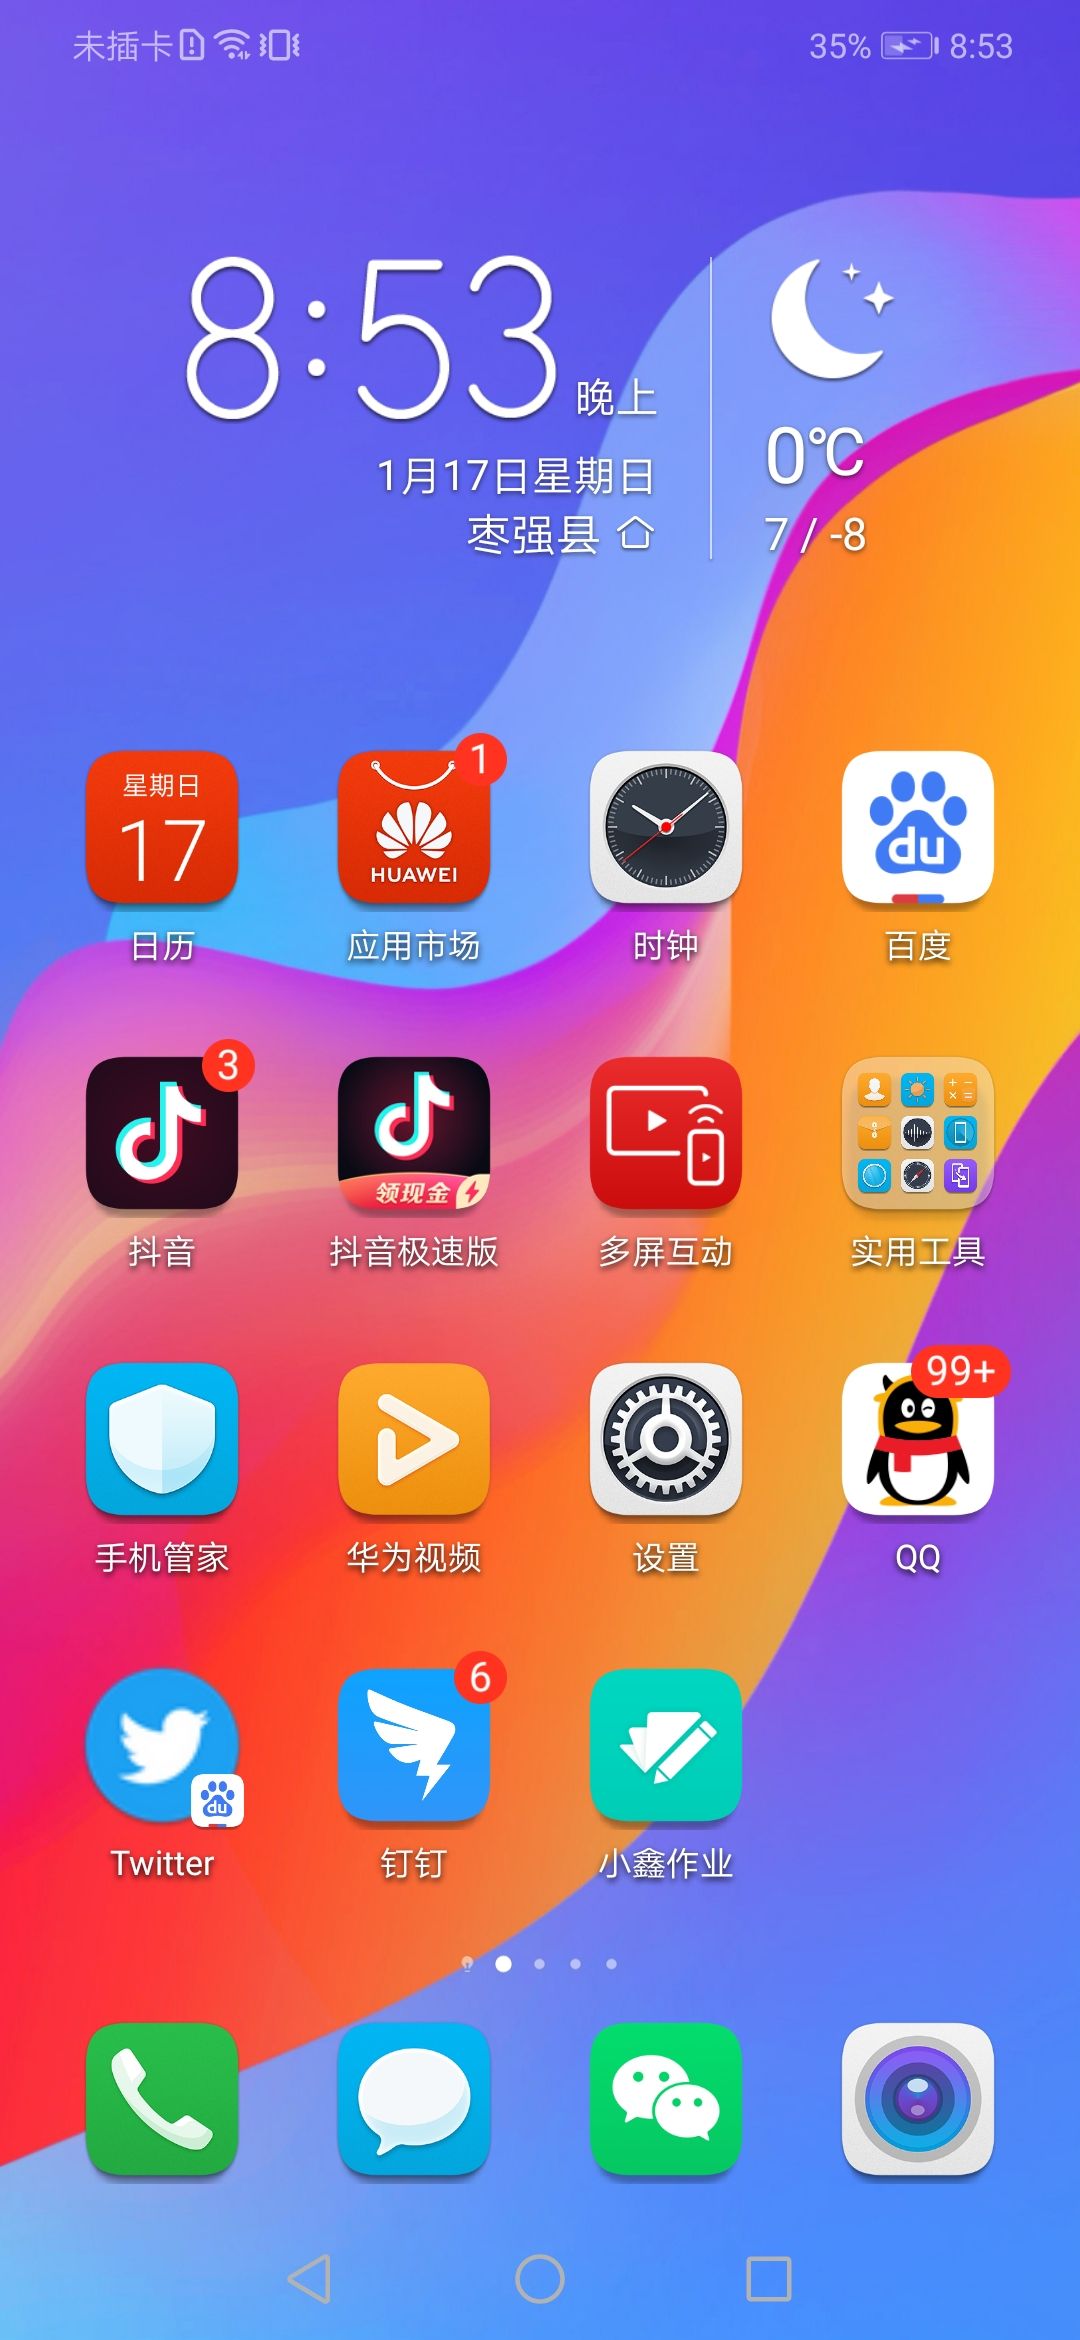 未插卡
35% 8:53
8:53 晚上
1月17日星期日
枣强县
0℃
7 / -8
星期日
17
1
HUAWEI
du
日历
应用市场
时钟
百度
3
领现金
抖音
抖音极速版
多屏互动
实用工具
99+
手机管家
华为视频
设置
QQ
6
du
Twitter
钉钉
小鑫作业